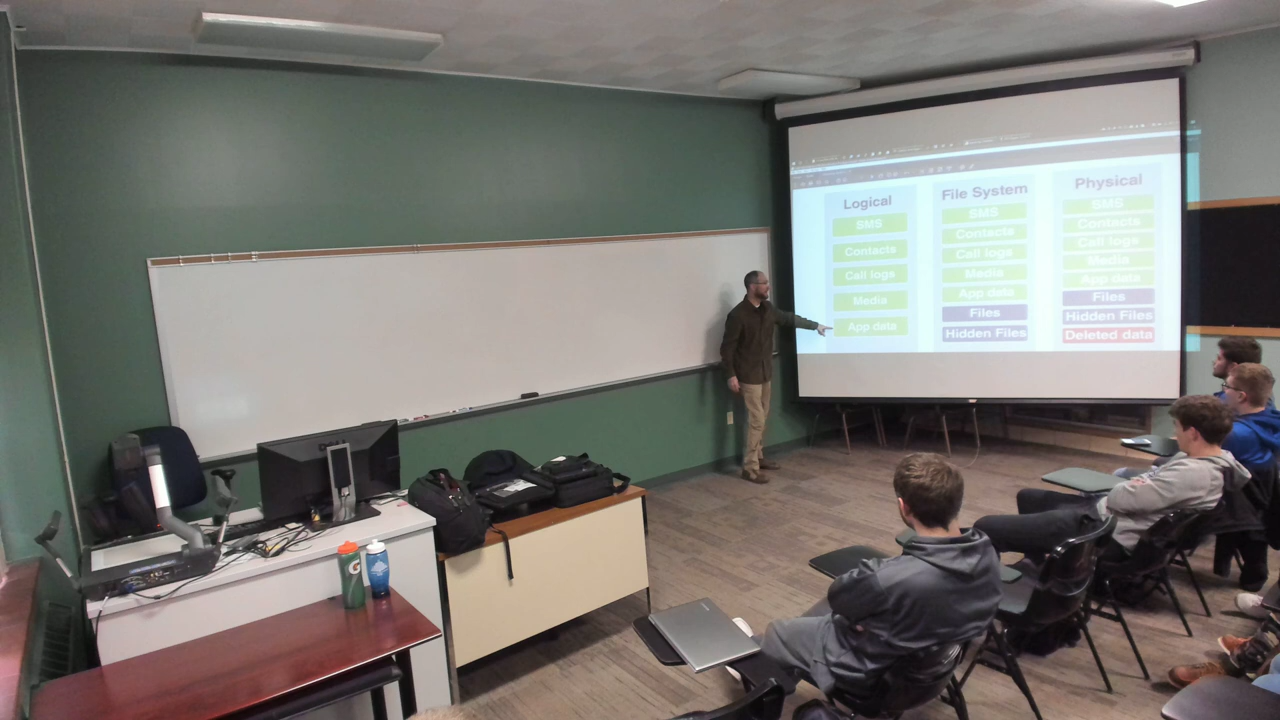 Logical
SMS
Contacts
Call logs
Media
App data
File System
SMS
Contacts
Call logs
Media
App data
Files
Hidden Files
Physical
SMS
Contacts
Call logs
Media
App data
Files
Hidden Files
Deleted data
G